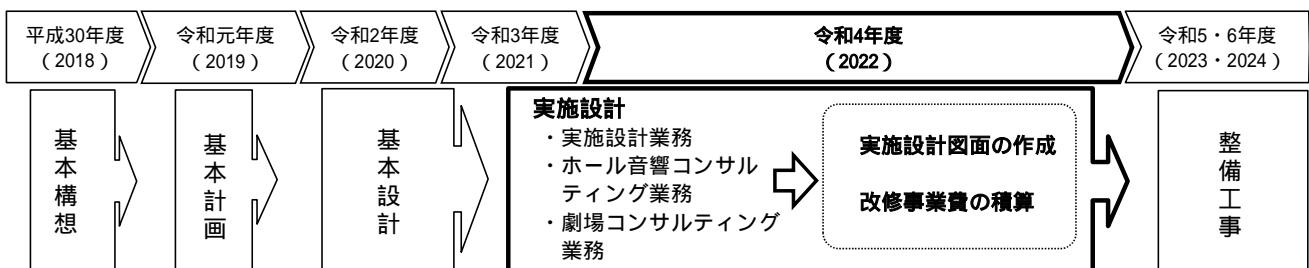 平成30年度
（2018）
令和元年度
（2019）
令和2年度
（2020）
令和3年度
（2021）
令和4年度
（2022）
令和5・6年度
（2023・2024）
基本構想
基本計画
基本設計
実施設計
・実施設計業務
・ホール音響コンサル
ティング業務
・劇場コンサルティング
業務
実施設計図面の作成
改修事業費の積算
整備工事